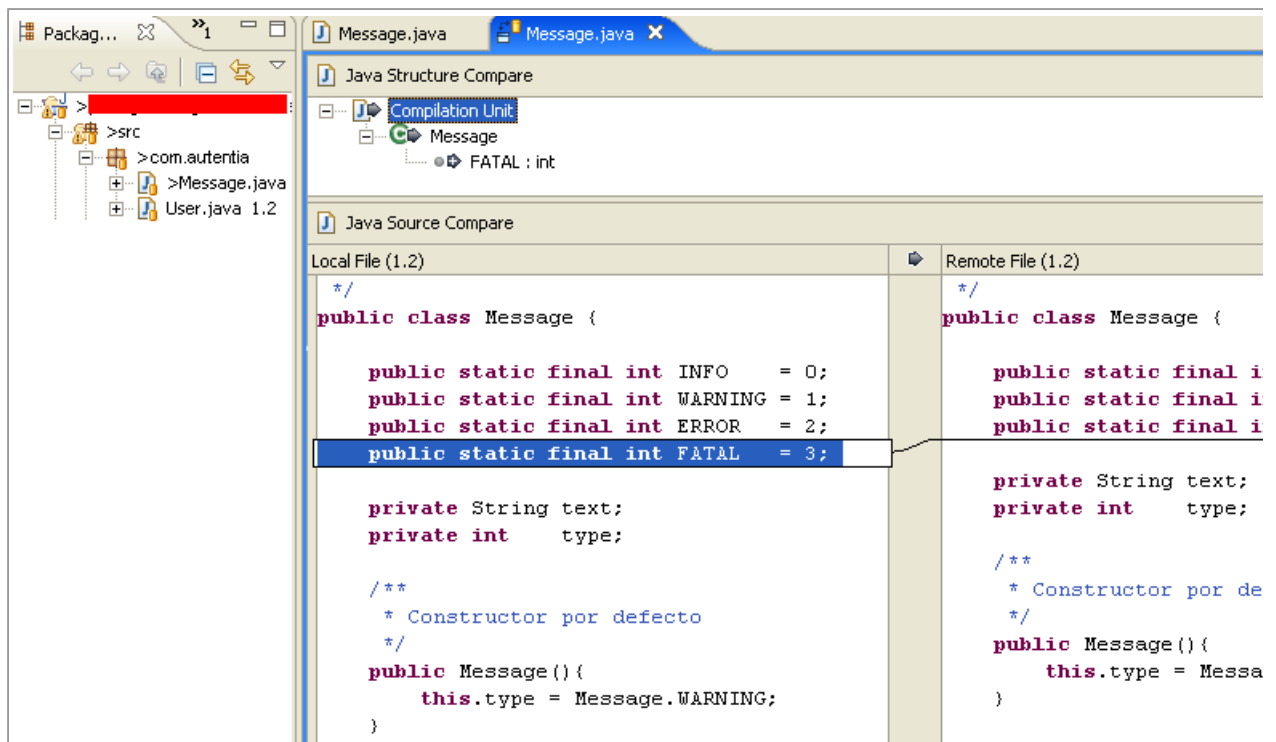 Packag...
»1
Message.java
Message.java
>
>src
>com.autentia
>Message.java
User.java 1.2
Java Structure Compare
Compilation Unit
Message
FATAL : int
Java Source Compare
Local File (1.2)
*/
public class Message {
public static final int INFO = 0;
public static final int WARNING = 1;
public static final int ERROR = 2;
public static final int FATAL = 3;
private String text;
private int type;
/**
* Constructor por defecto
*/
public Message(){
this.type = Message.WARNING;
}
Remote File (1.2)
*/
public class Message {
public static final i
public static final i
public static final i
private String text;
private int type;
/**
* Constructor por de
*/
public Message(){
this.type = Messa
}